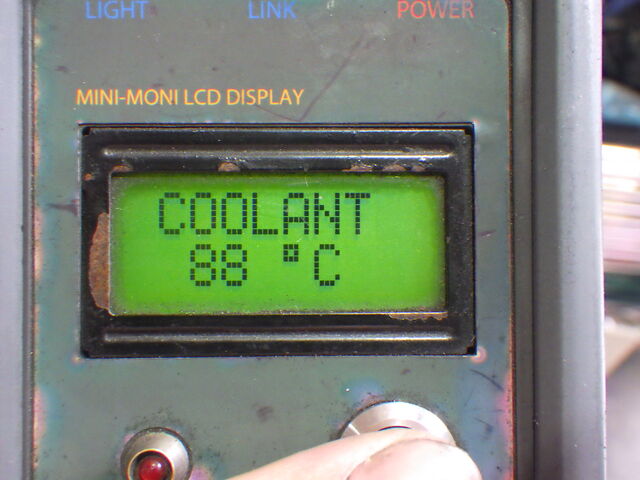 LIGHT LINK POWER
MINI-MONI LCD DISPLAY
COOLANT
88 °C